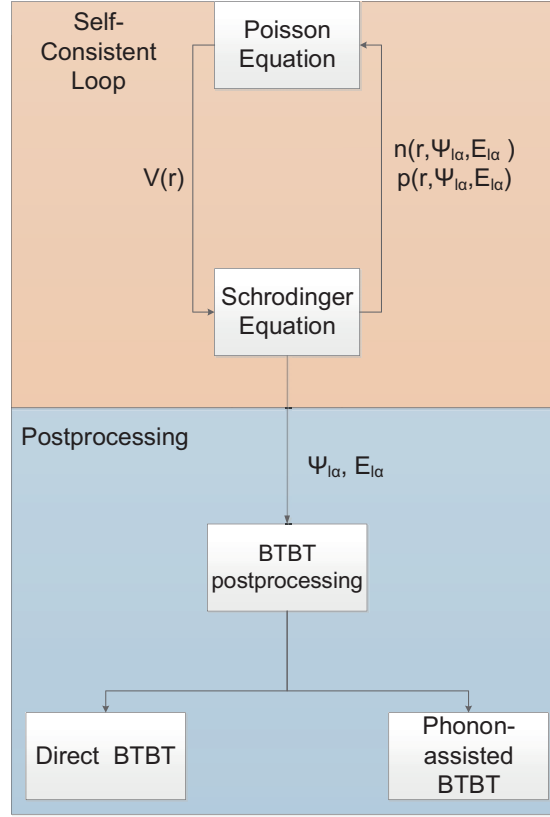 Self-
Consistent
Loop
Poisson
Equation
V(r)
n(r,Ψlα,Elα )
p(r,Ψlα,Elα)
Schrodinger
Equation
Postprocessing
Ψlα, Elα
BTBT
postprocessing
Direct BTBT
Phonon-
assisted
BTBT